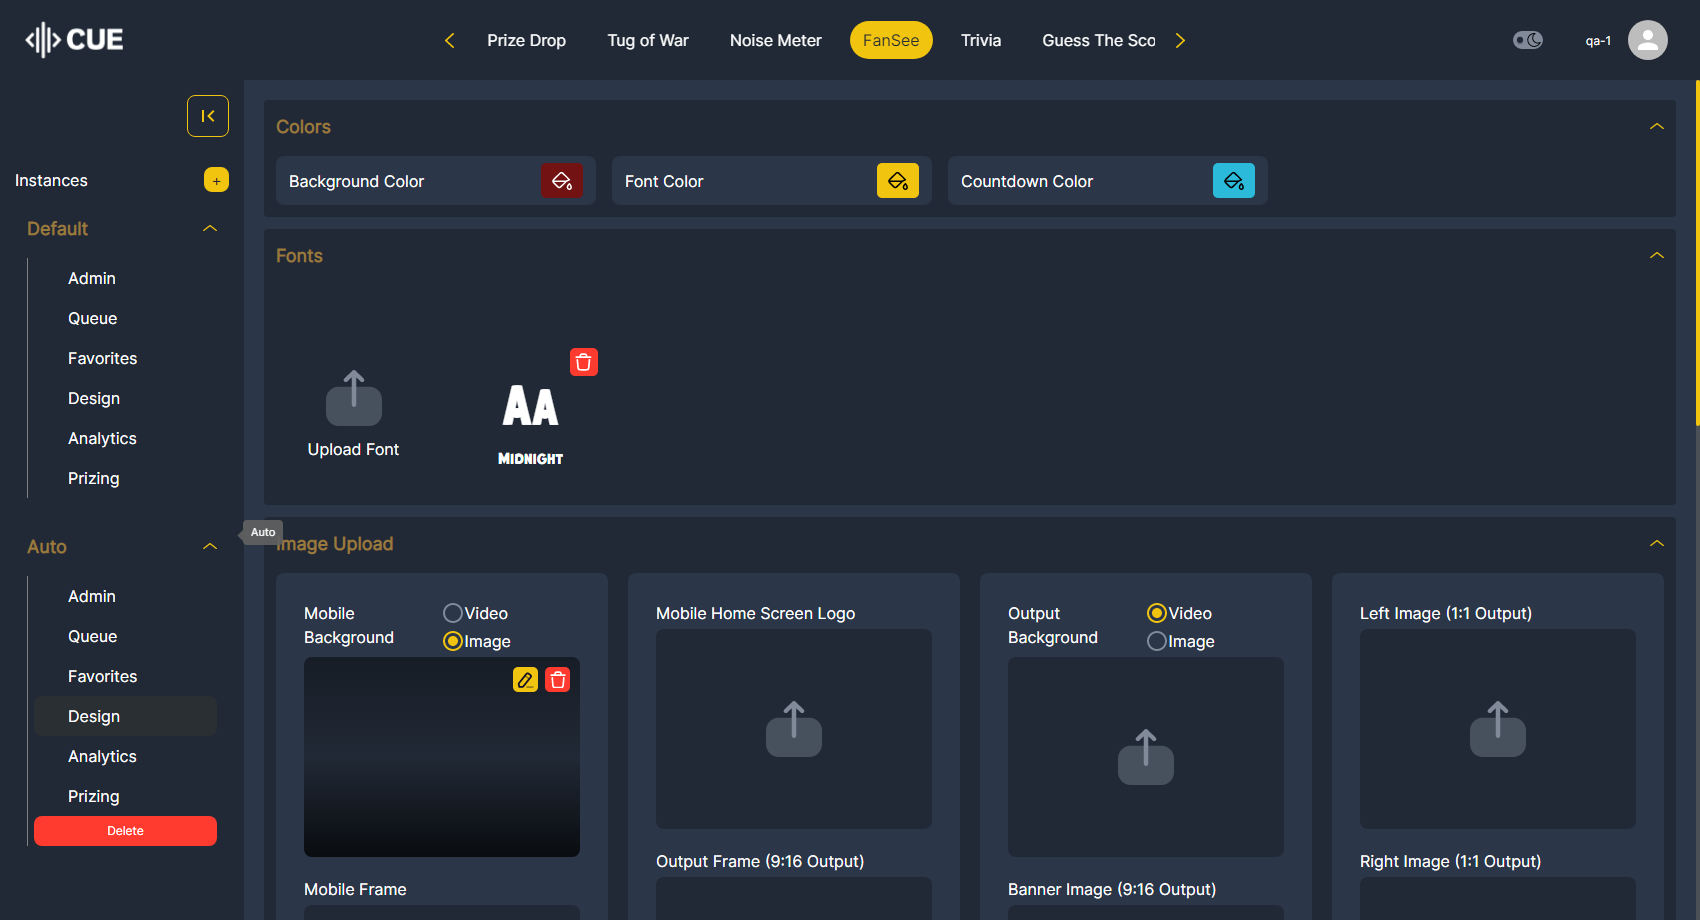 CUE
Prize Drop
Tug of War
Noise Meter
FanSee
Trivia
Guess The Sco
qa-1
Instances
+
Default
Admin
Queue
Favorites
Design
Analytics
Prizing
Auto
Admin
Queue
Favorites
Design
Analytics
Prizing
Delete
Auto
Colors
Background Color
Font Color
Countdown Color
Fonts
Upload Font
AA
MIDNIGHT
Image Upload
Mobile
Background
Video
Image
Mobile Home Screen Logo
Output
Background
Video
Image
Left Image (1:1 Output)
Mobile Frame
Output Frame (9:16 Output)
Banner Image (9:16 Output)
Right Image (1:1 Output)